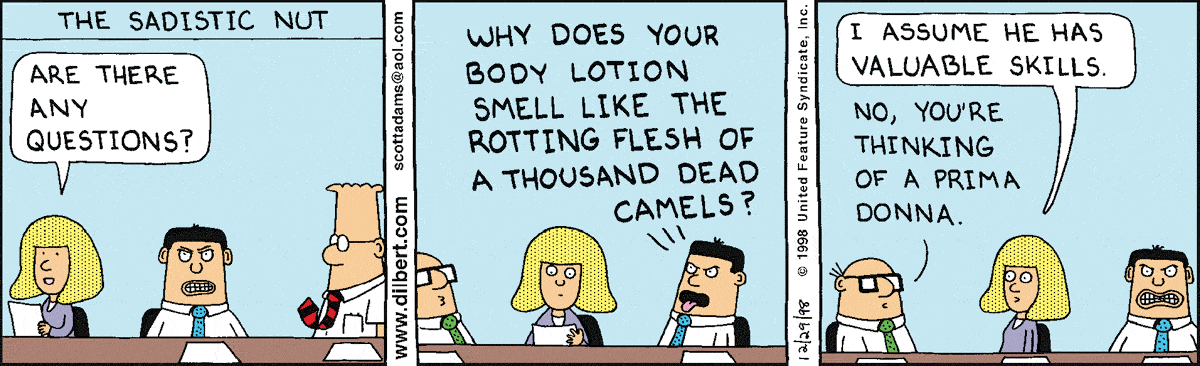 THE SADISTIC NUT
ARE THERE
ANY
QUESTIONS?
www.dilbert.com
scottadams@aol.com
WHY DOES YOUR
BODY LOTION
SMELL LIKE THE
ROTTING FLESH OF
A THOUSAND DEAD
CAMELS?
12/29/98
© 1998 United Feature Syndicate, Inc.
I ASSUME HE HAS
VALUABLE SKILLS.
NO, YOU'RE
THINKING
OF A PRIMA
DONNA.